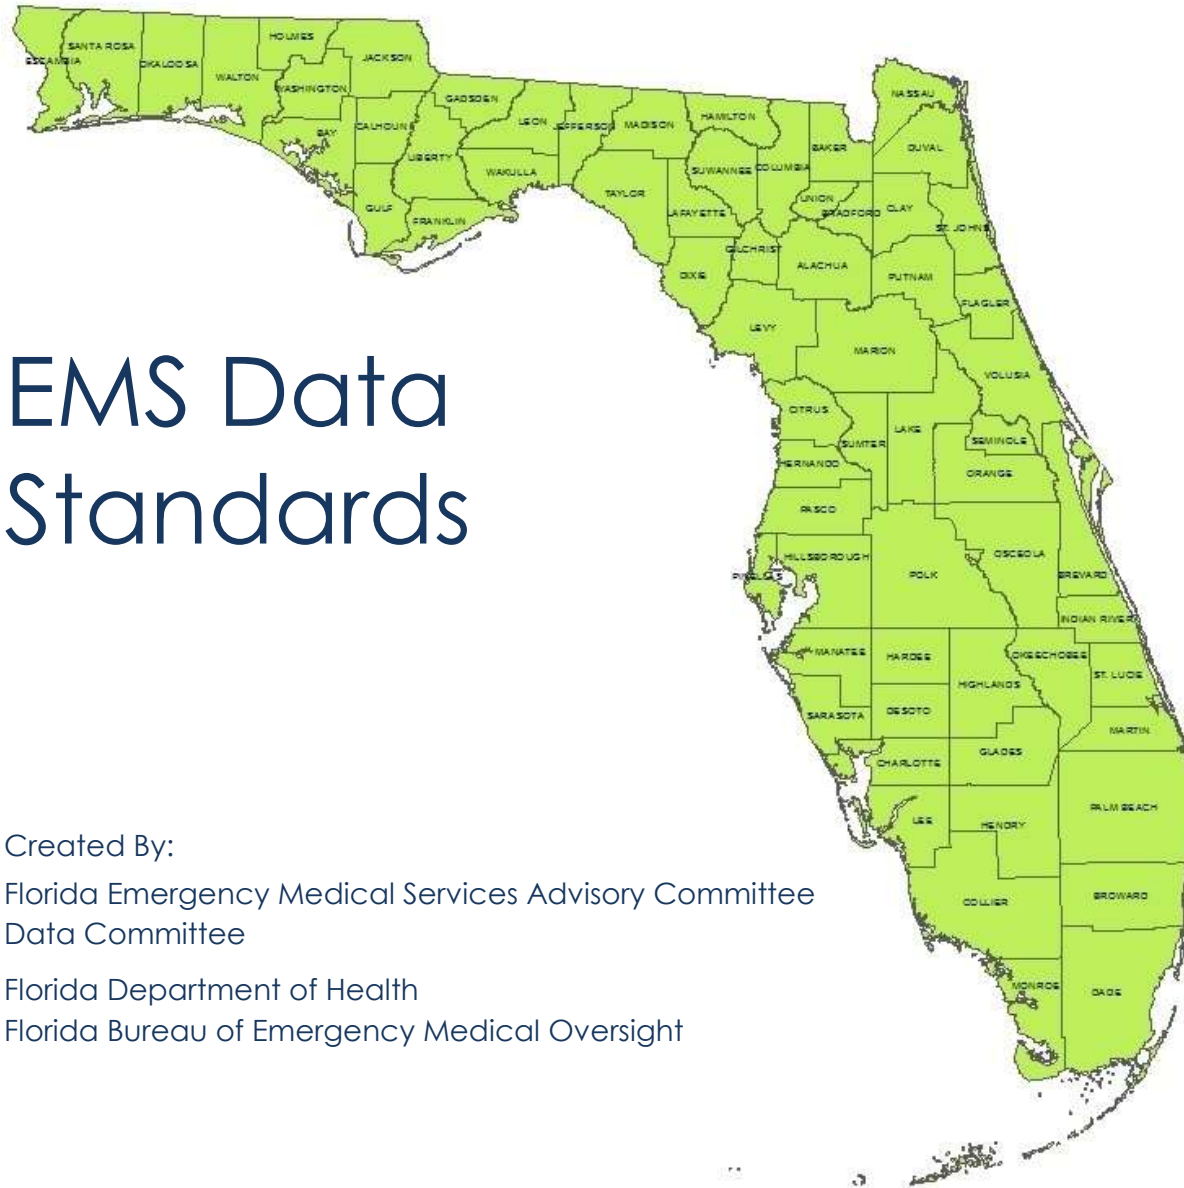 HOLMES
SANTA ROSA
JACKSON
ESCAMBIA
OKALOOSA
WALTON
WASHINGTON
GADSDEN
NASSAU
LEON
JEFFERSON
MADISON
HAMILTON
BAY
CALHOUN
BAKER
DUVAL
LIBERTY
WAKULLA
SUWANNEE
COLUMBIA
TAYLOR
UNION
GULF
FRANKLIN
LAFAYETTE
BRADFORD
CLAY
ST. JOHNS
GILCHRIST
DIXIE
ALACHUA
PUTNAM
FLAGLER
LEVY
MARION
VOLUSIA
EMS Data
Standards
CITRUS
LAKE
SUMTER
SEMINOLE
HERNANDO
ORANGE
PASCO
HILLSBOROUGH
OSCEOLA
PINELLAS
POLK
BREVARD
INDIAN RIVER
MANATEE
HARDEE
OKEECHOBEE
HIGHLANDS
ST. LUCIE
SARASOTA
DESOTO
MARTIN
GLADES
CHARLOTTE
PALM BEACH
LEE
HENDRY
Created By:
Florida Emergency Medical Services Advisory Committee
Data Committee
COLLIER
BROWARD
Florida Department of Health
Florida Bureau of Emergency Medical Oversight
MONROE
DADE